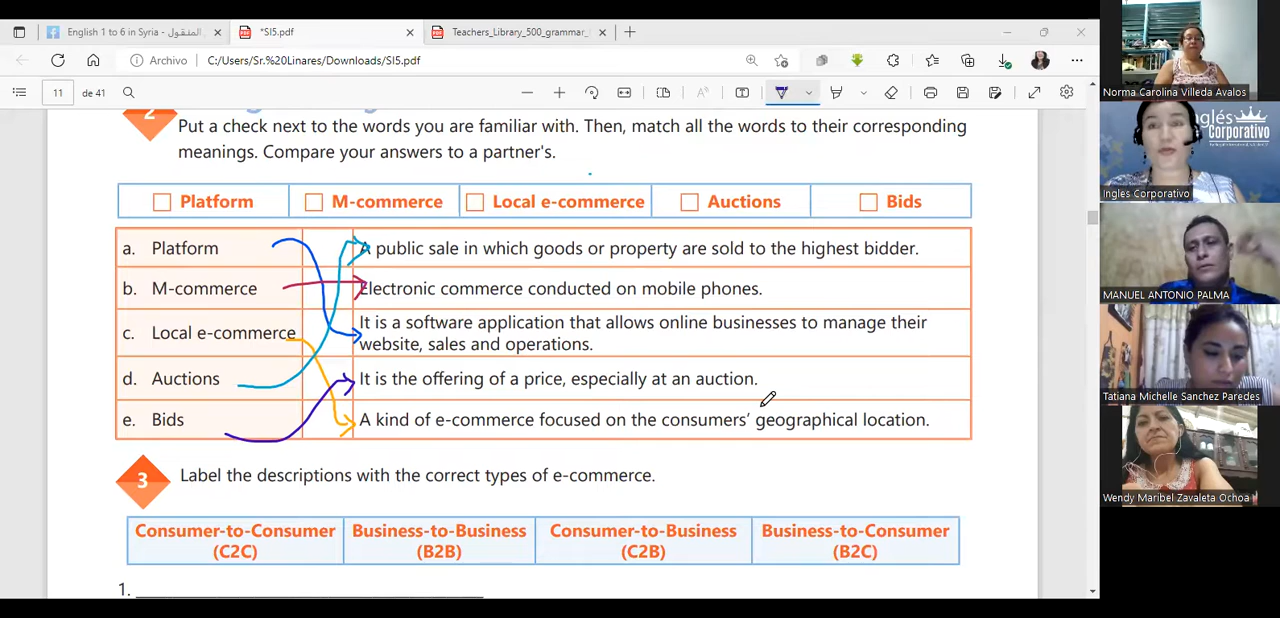 English 1 to 6 in Syria - المنقول
*SI5.pdf
Teachers_Library_500_grammar_
Archivo
C:/Users/Sr.%20Linares/Downloads/SI5.pdf
11
de 41
2
Put a check next to the words you are familiar with. Then, match all the words to their corresponding
meanings. Compare your answers to a partner's.
Platform M-commerce Local e-commerce Auctions Bids
a. Platform A public sale in which goods or property are sold to the highest bidder.
b. M-commerce Electronic commerce conducted on mobile phones.
c. Local e-commerce It is a software application that allows online businesses to manage their
website, sales and operations.
d. Auctions It is the offering of a price, especially at an auction.
e. Bids A kind of e-commerce focused on the consumers' geographical location.
3
Label the descriptions with the correct types of e-commerce.
Consumer-to-Consumer Business-to-Business Consumer-to-Business Business-to-Consumer
(C2C) (B2B) (C2B) (B2C)
1.
Norma Carolina Villeda Avalos
Inglés
Corporativo
Ingles Corporativo
MANUEL ANTONIO PALMA
Tatiana Michelle Sanchez Paredes
Wendy Maribel Zavaleta Ochoa